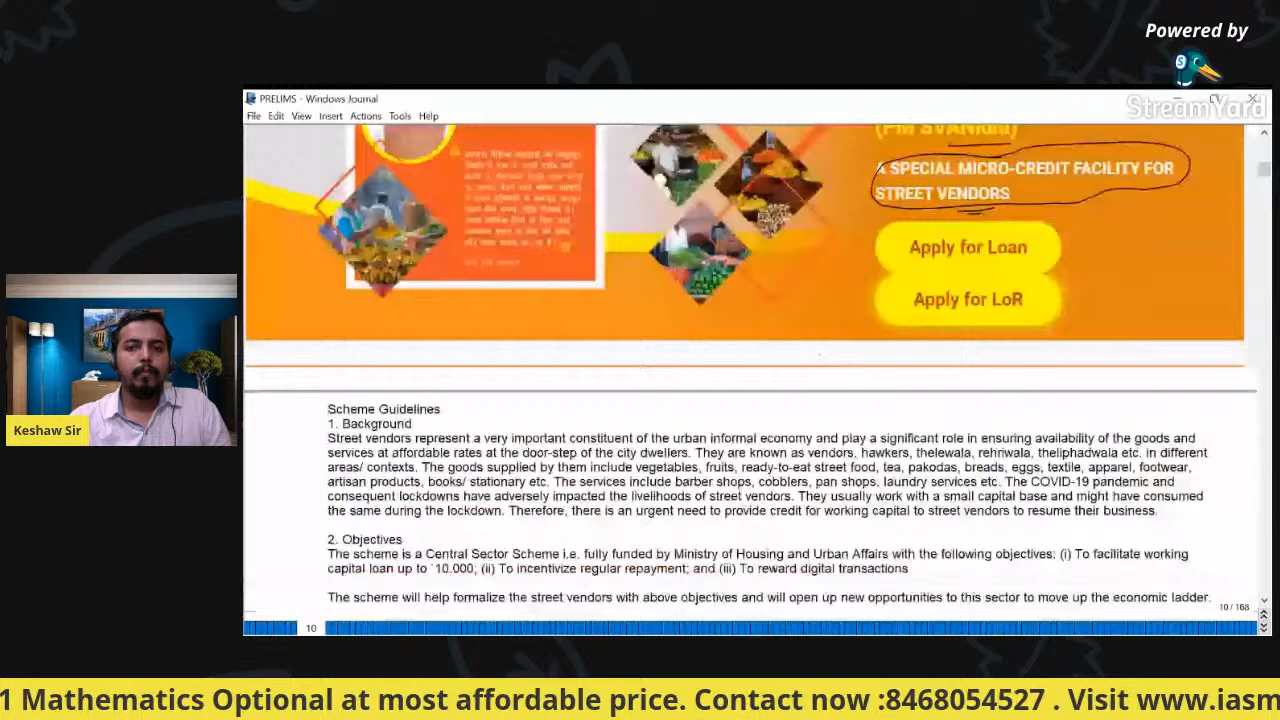 Powered by
StreamYard
PRELIMS - Windows Journal
File Edit View Insert Actions Tools Help
(PM SVANidhi)
A SPECIAL MICRO-CREDIT FACILITY FOR
STREET VENDORS
Apply for Loan
Apply for LoR
Scheme Guidelines
1. Background
Street vendors represent a very important constituent of the urban informal economy and play a significant role in ensuring availability of the goods and
services at affordable rates at the door-step of the city dwellers. They are known as vendors, hawkers, thelewala, rehriwala, theliphadwala etc. in different
areas/ contexts. The goods supplied by them include vegetables, fruits, ready-to-eat street food, tea, pakodas, breads, eggs, textile, apparel, footwear,
artisan products, books/ stationary etc. The services include barber shops, cobblers, pan shops, laundry services etc. The COVID-19 pandemic and
consequent lockdowns have adversely impacted the livelihoods of street vendors. They usually work with a small capital base and might have consumed
the same during the lockdown. Therefore, there is an urgent need to provide credit for working capital to street vendors to resume their business.
2. Objectives
The scheme is a Central Sector Scheme i.e. fully funded by Ministry of Housing and Urban Affairs with the following objectives: (i) To facilitate working
capital loan up to `10,000; (ii) To incentivize regular repayment; and (iii) To reward digital transactions
The scheme will help formalize the street vendors with above objectives and will open up new opportunities to this sector to move up the economic ladder.
10 / 168
10
Keshaw Sir
1 Mathematics Optional at most affordable price. Contact now :8468054527 . Visit www.iasm